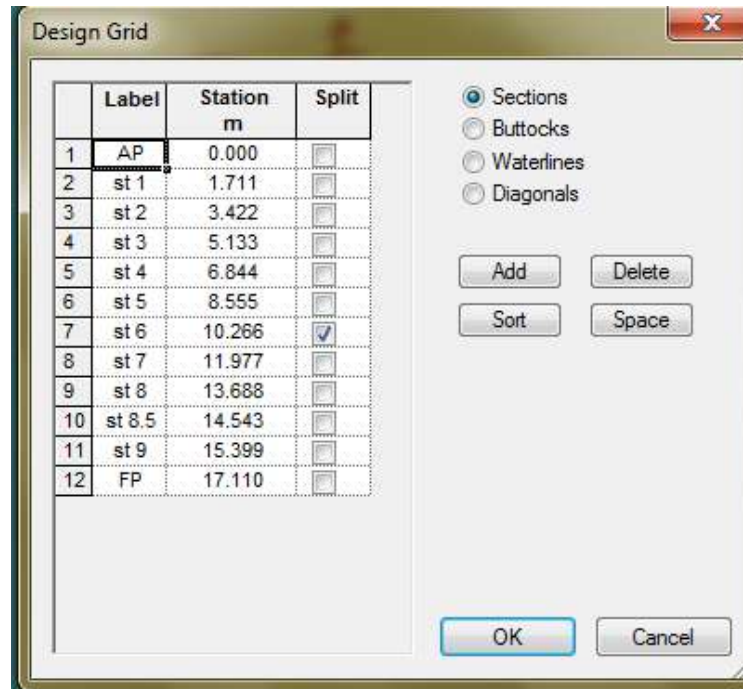 Design Grid
Label Station m Split
1 AP 0.000
2 st 1 1.711
3 st 2 3.422
4 st 3 5.133
5 st 4 6.844
6 st 5 8.555
7 st 6 10.266
8 st 7 11.977
9 st 8 13.688
10 st 8.5 14.543
11 st 9 15.399
12 FP 17.110
Sections
Buttocks
Waterlines
Diagonals
Add Delete
Sort Space
OK Cancel